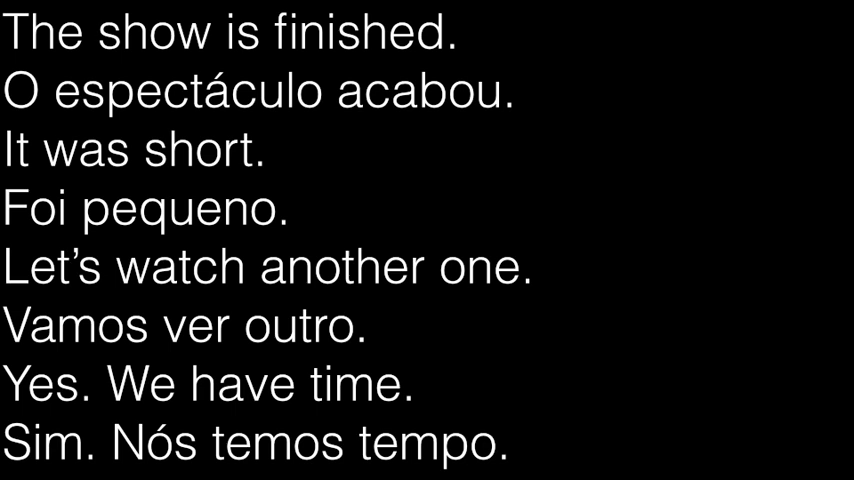 The show is finished.
O espectáculo acabou.
It was short.
Foi pequeno.
Let’s watch another one.
Vamos ver outro.
Yes. We have time.
Sim. Nós temos tempo.